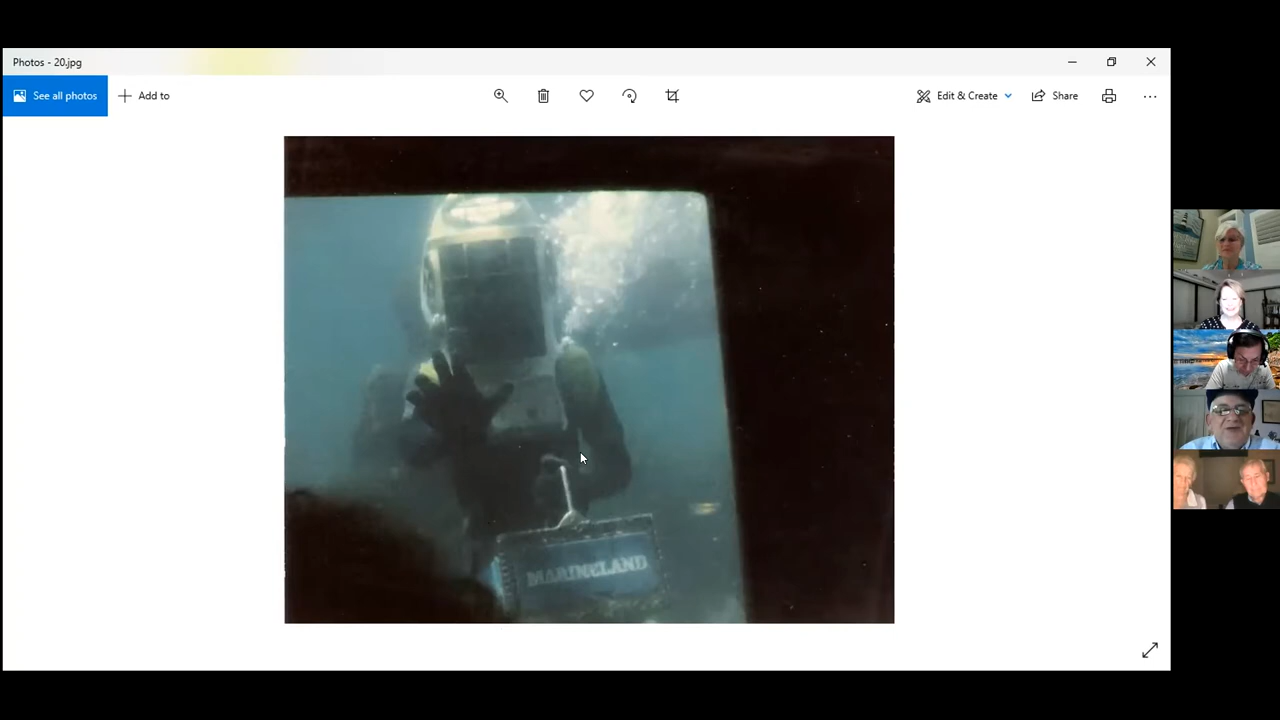 Photos - 20.jpg
See all photos
Add to
Edit & Create
Share
MARINELAND